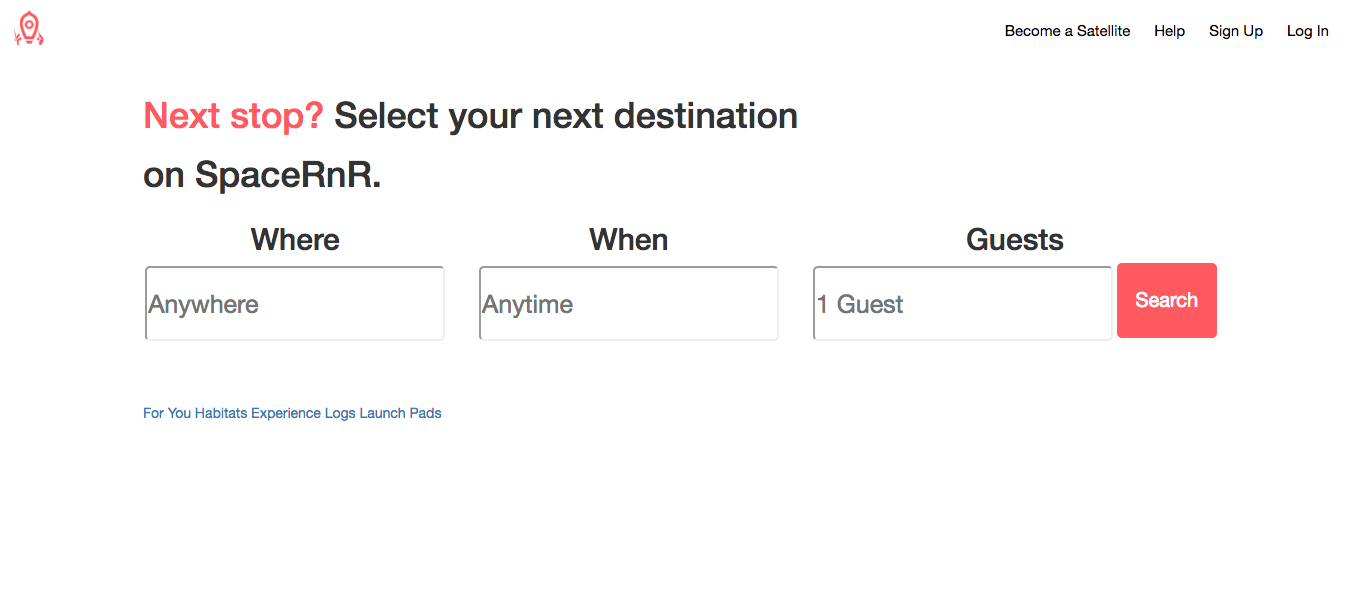 Become a Satellite Help Sign Up Log In
Next stop? Select your next destination
on SpaceRnR.
Where When Guests
Anywhere Anytime 1 Guest Search
For You Habitats Experience Logs Launch Pads